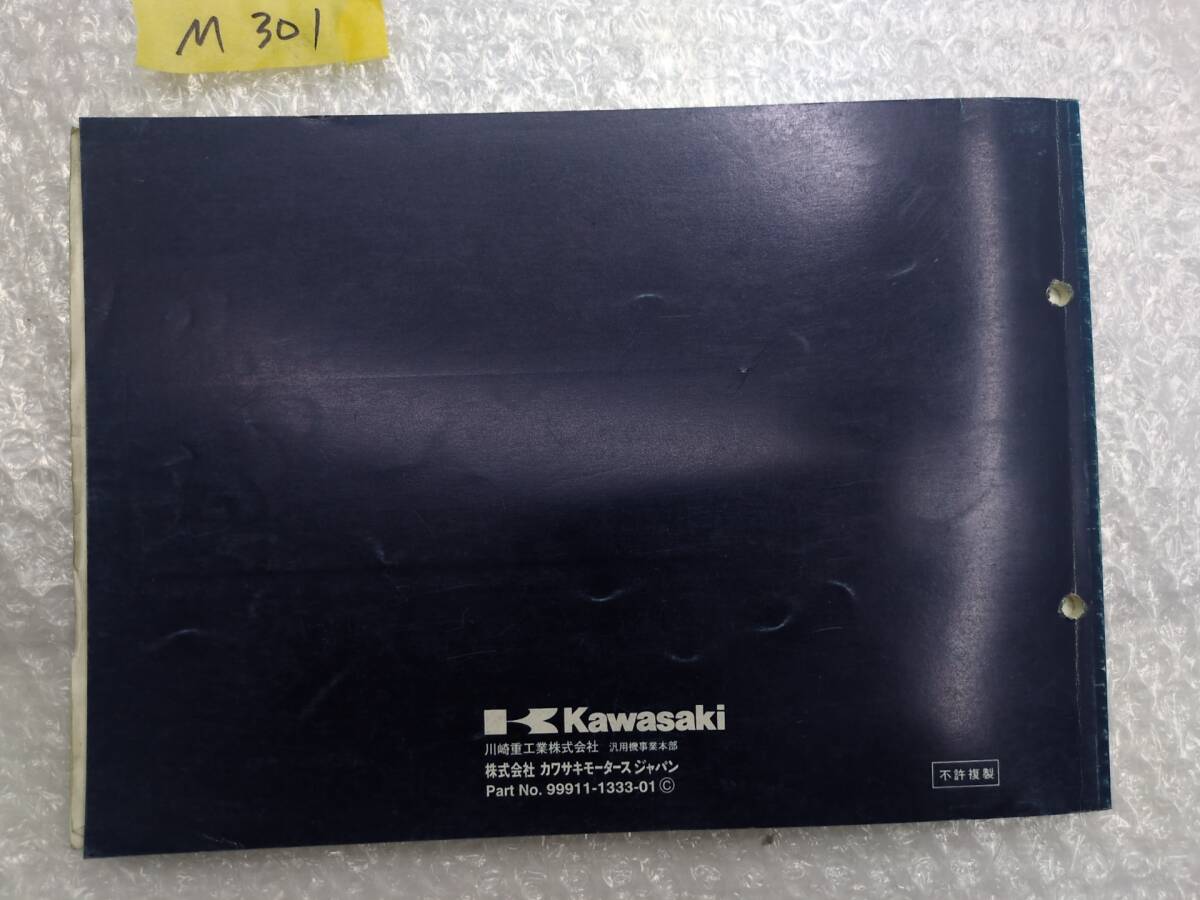 M 301
Kawasaki
川崎重工業株式会社 汎用機事業本部
株式会社 カワサキモータースジャパン
Part No. 99911-1333-01 ©
不許複製